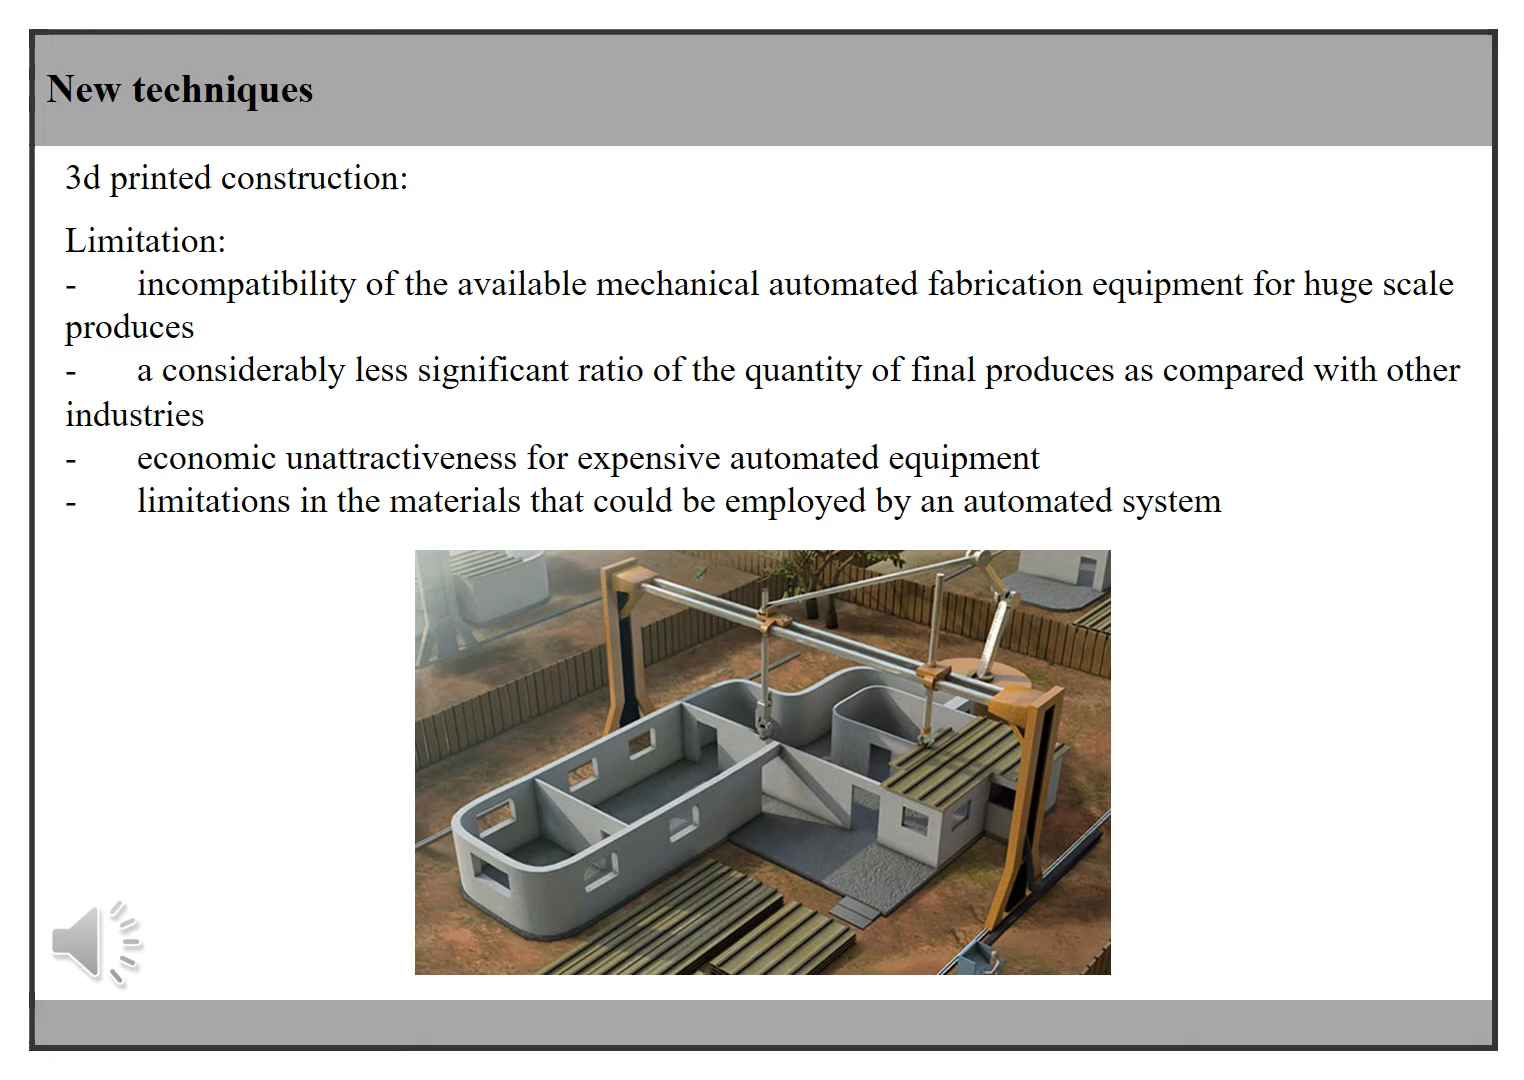 New techniques
3d printed construction:
Limitation:
- incompatibility of the available mechanical automated fabrication equipment for huge scale
produces
- a considerably less significant ratio of the quantity of final produces as compared with other
industries
- economic unattractiveness for expensive automated equipment
- limitations in the materials that could be employed by an automated system